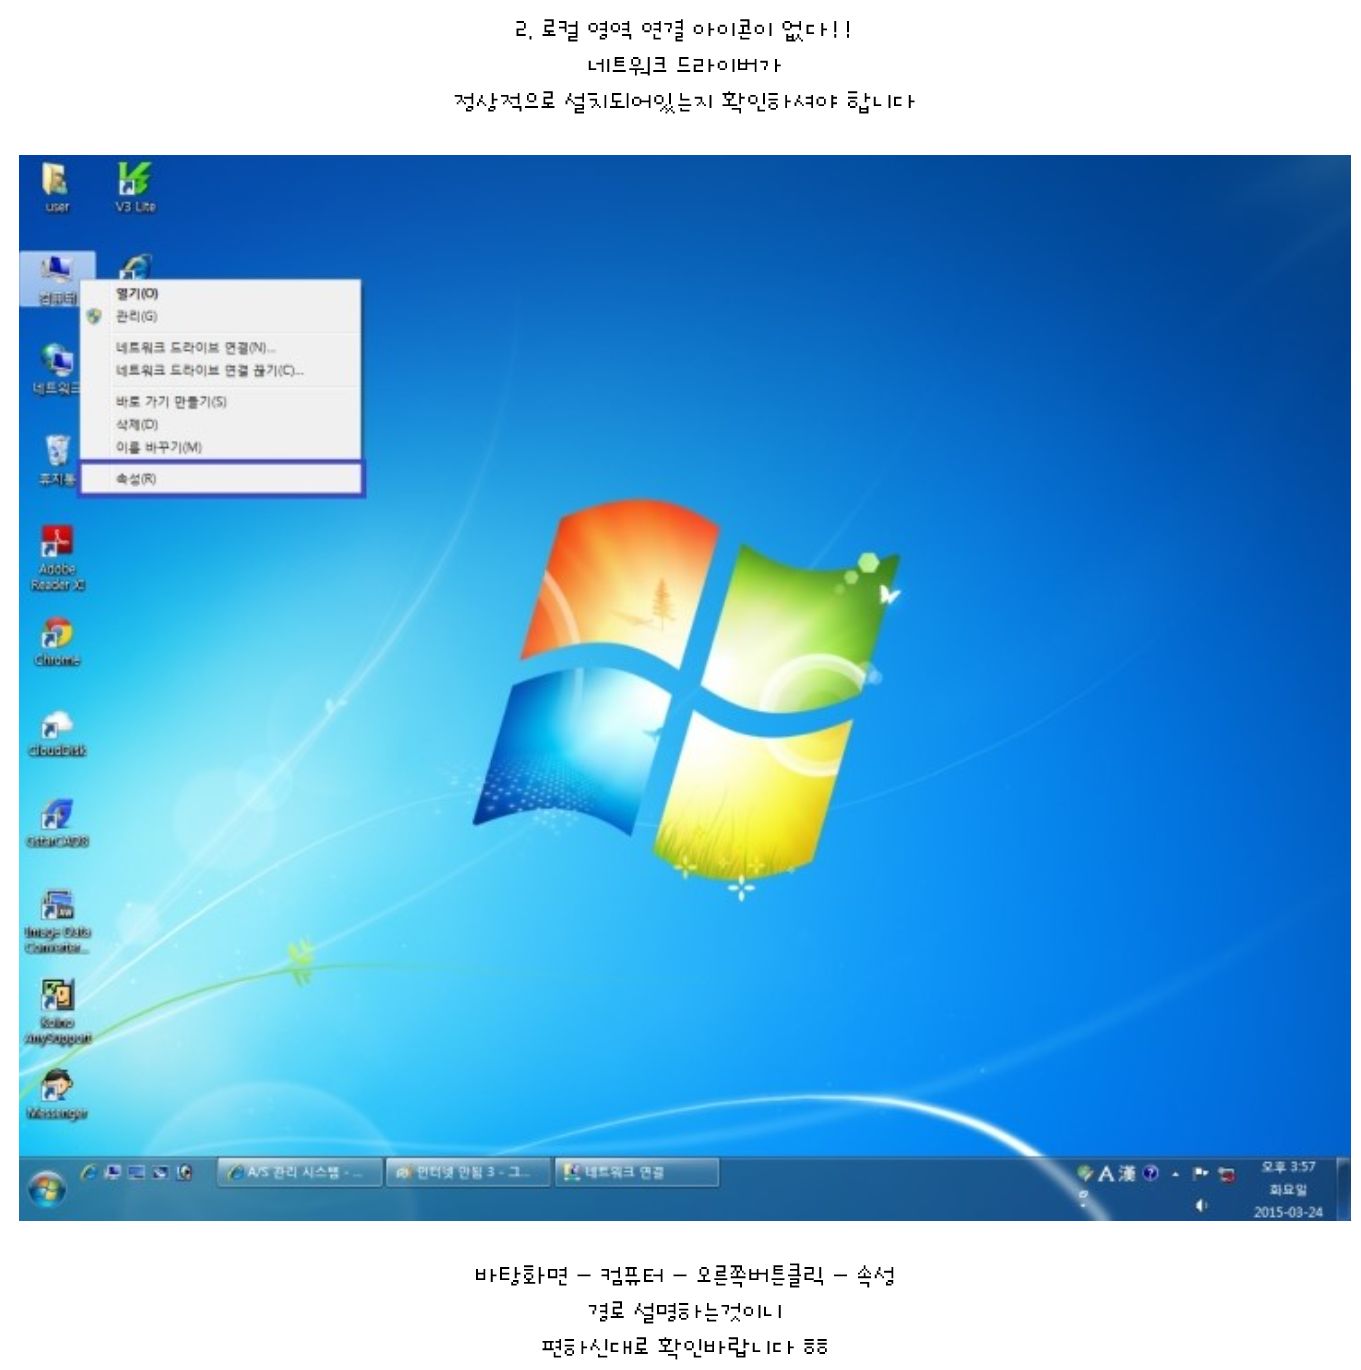 2. 로컬 영역 연결 아이콘이 없다!!
네트워크 드라이버가
정상적으로 설치되어있는지 확인하셔야 합니다
user
V3 Lite
컴퓨터
열기(O)
관리(G)
네트워크 드라이브 연결(N)...
네트워크 드라이브 연결 끊기(C)...
바로 가기 만들기(S)
삭제(D)
이름 바꾸기(M)
속성(R)
네트워크
휴지통
Adobe
Reader XI
Chrome
CloudDisk
GstarCAD8
Image Data
Converter...
Koino
AnySupport
Messenger
A/S 관리 시스템 - ...
인터넷 안됨 3 - 그...
네트워크 연결
A 漢
오후 3:57
화요일
2015-03-24
바탕화면 - 컴퓨터 - 오른쪽버튼클릭 - 속성
경로 설명하는것이니
편하신대로 확인바랍니다 ㅎㅎ